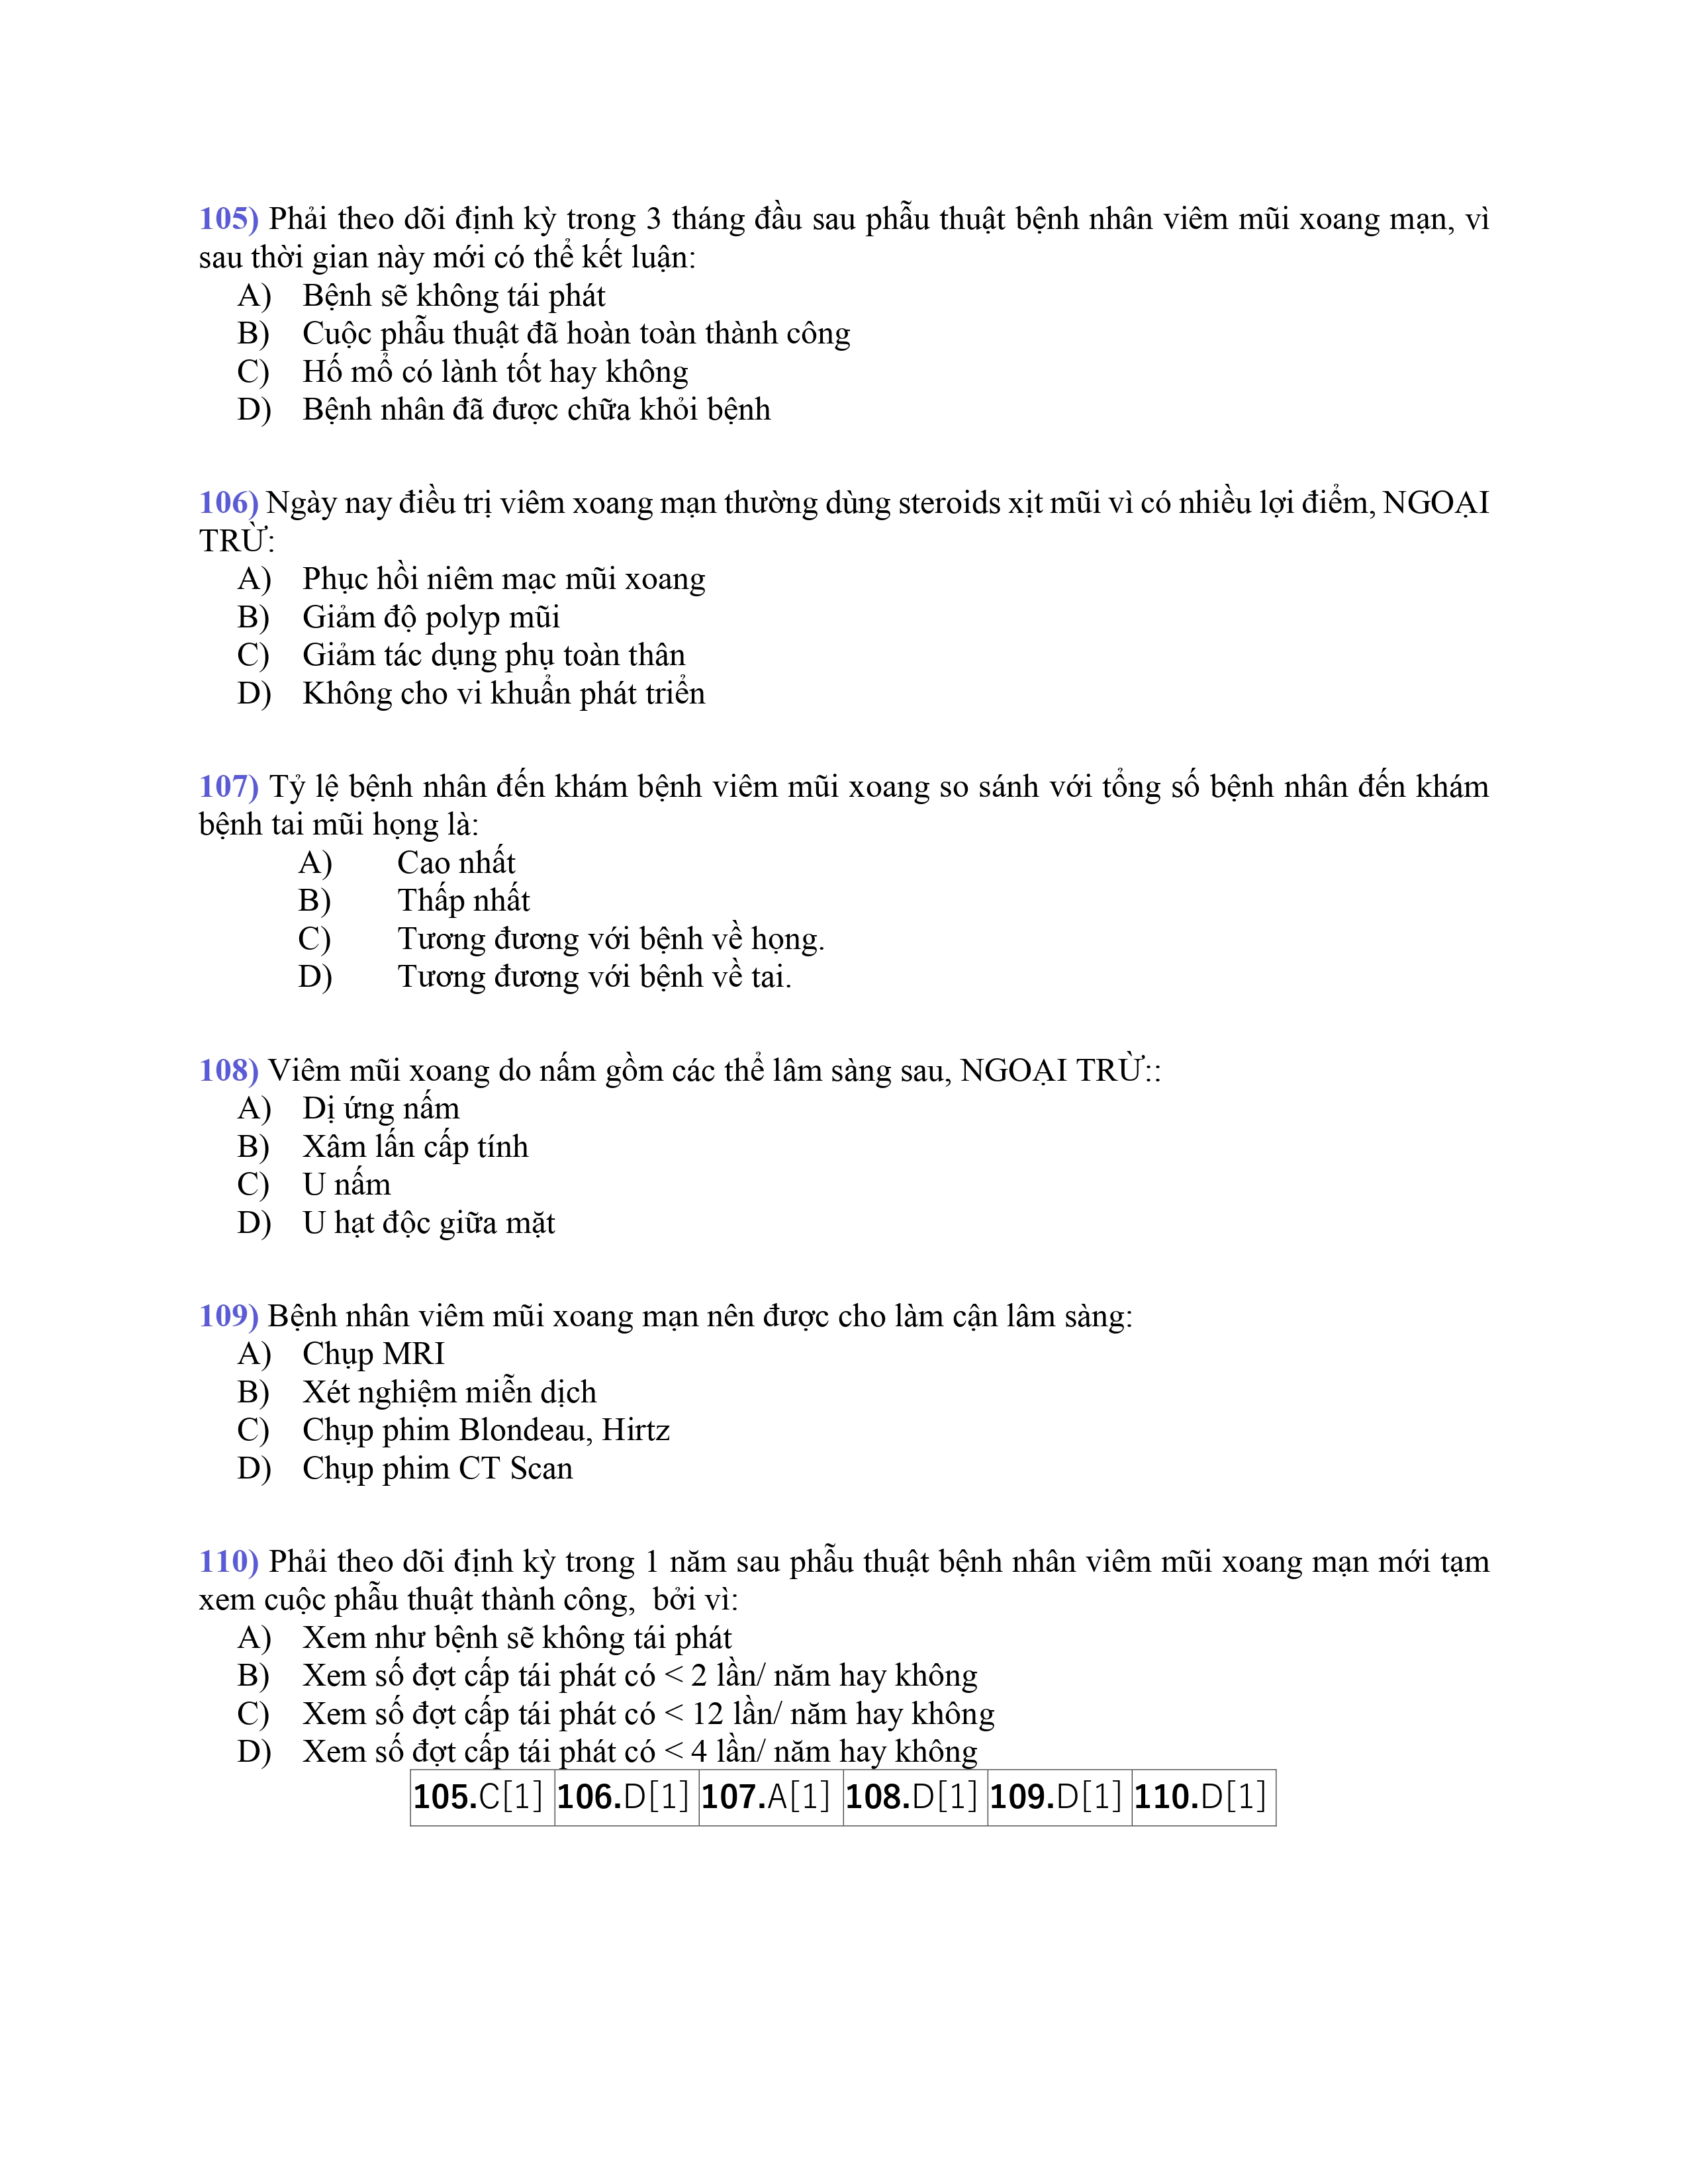 105) Phải theo dõi định kỳ trong 3 tháng đầu sau phẫu thuật bệnh nhân viêm mũi xoang mạn, vì
sau thời gian này mới có thể kết luận:
A) Bệnh sẽ không tái phát
B) Cuộc phẫu thuật đã hoàn toàn thành công
C) Hố mổ có lành tốt hay không
D) Bệnh nhân đã được chữa khỏi bệnh
106) Ngày nay điều trị viêm xoang mạn thường dùng steroids xịt mũi vì có nhiều lợi điểm, NGOẠI
TRỪ:
A) Phục hồi niêm mạc mũi xoang
B) Giảm độ polyp mũi
C) Giảm tác dụng phụ toàn thân
D) Không cho vi khuẩn phát triển
107) Tỷ lệ bệnh nhân đến khám bệnh viêm mũi xoang so sánh với tổng số bệnh nhân đến khám
bệnh tai mũi họng là:
A) Cao nhất
B) Thấp nhất
C) Tương đương với bệnh về họng.
D) Tương đương với bệnh về tai.
108) Viêm mũi xoang do nấm gồm các thể lâm sàng sau, NGOẠI TRỪ::
A) Dị ứng nấm
B) Xâm lấn cấp tính
C) U nấm
D) U hạt độc giữa mặt
109) Bệnh nhân viêm mũi xoang mạn nên được cho làm cận lâm sàng:
A) Chụp MRI
B) Xét nghiệm miễn dịch
C) Chụp phim Blondeau, Hirtz
D) Chụp phim CT Scan
110) Phải theo dõi định kỳ trong 1 năm sau phẫu thuật bệnh nhân viêm mũi xoang mạn mới tạm
xem cuộc phẫu thuật thành công, bởi vì:
A) Xem như bệnh sẽ không tái phát
B) Xem số đợt cấp tái phát có < 2 lần/ năm hay không
C) Xem số đợt cấp tái phát có < 12 lần/ năm hay không
D) Xem số đợt cấp tái phát có < 4 lần/ năm hay không
105.C[1] 106.D[1] 107.A[1] 108.D[1] 109.D[1] 110.D[1]